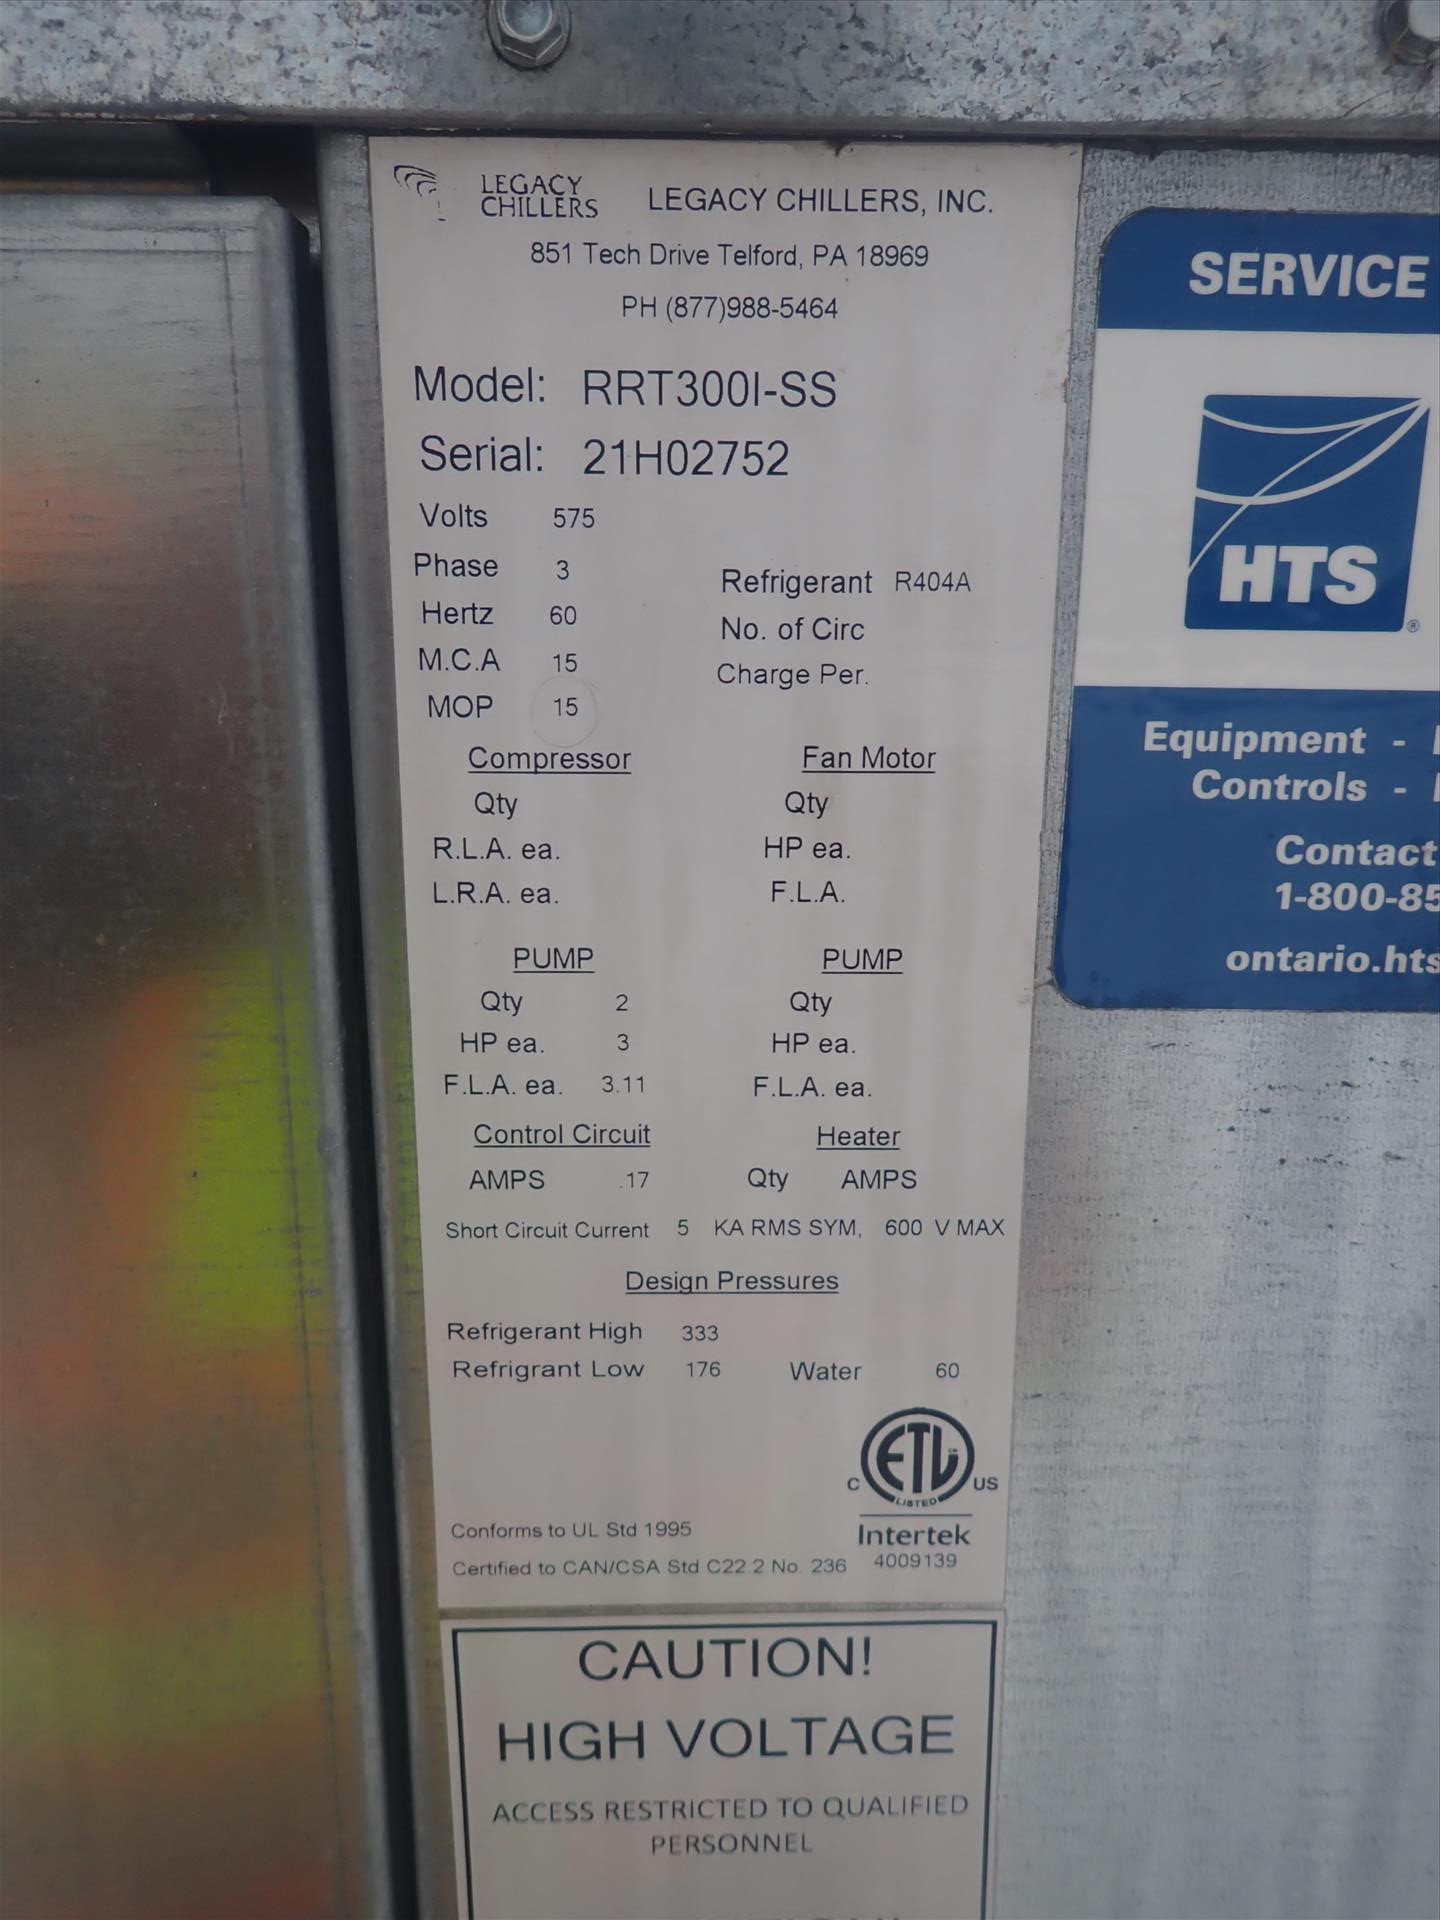 LEGACY
CHILLERS
LEGACY CHILLERS, INC.
851 Tech Drive Telford, PA 18969
PH (877)988-5464
Model: RRT300I-SS
Serial: 21H02752
Volts 575
Phase 3
Hertz 60
M.C.A 15
MOP 15
Refrigerant R404A
No. of Circ
Charge Per.
Compressor
Qty
R.L.A. ea.
L.R.A. ea.
Fan Motor
Qty
HP ea.
F.L.A.
PUMP
Qty 2
HP ea. 3
F.L.A. ea. 3.11
PUMP
Qty
HP ea.
F.L.A. ea.
Control Circuit
AMPS .17
Heater
Qty AMPS
Short Circuit Current 5 KA RMS SYM, 600 V MAX
Design Pressures
Refrigerant High 333
Refrigrant Low 176 Water 60
C ETL US
LISTED
Intertek
4009139
Conforms to UL Std 1995
Certified to CAN/CSA Std C22.2 No. 236
CAUTION!
HIGH VOLTAGE
ACCESS RESTRICTED TO QUALIFIED
PERSONNEL
SERVICE
HTS®
Equipment -
Controls -
Contact
1-800-85
ontario.hts